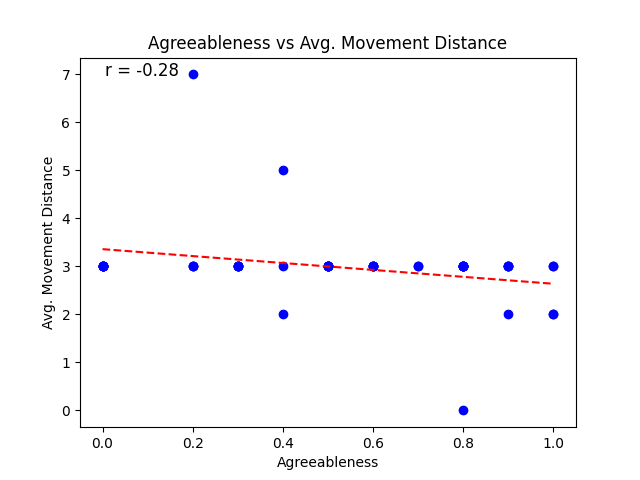 Agreeableness vs Avg. Movement Distance
r = -0.28
7
6
5
4
3
2
1
0
Avg. Movement Distance
0.0 0.2 0.4 0.6 0.8 1.0
Agreeableness